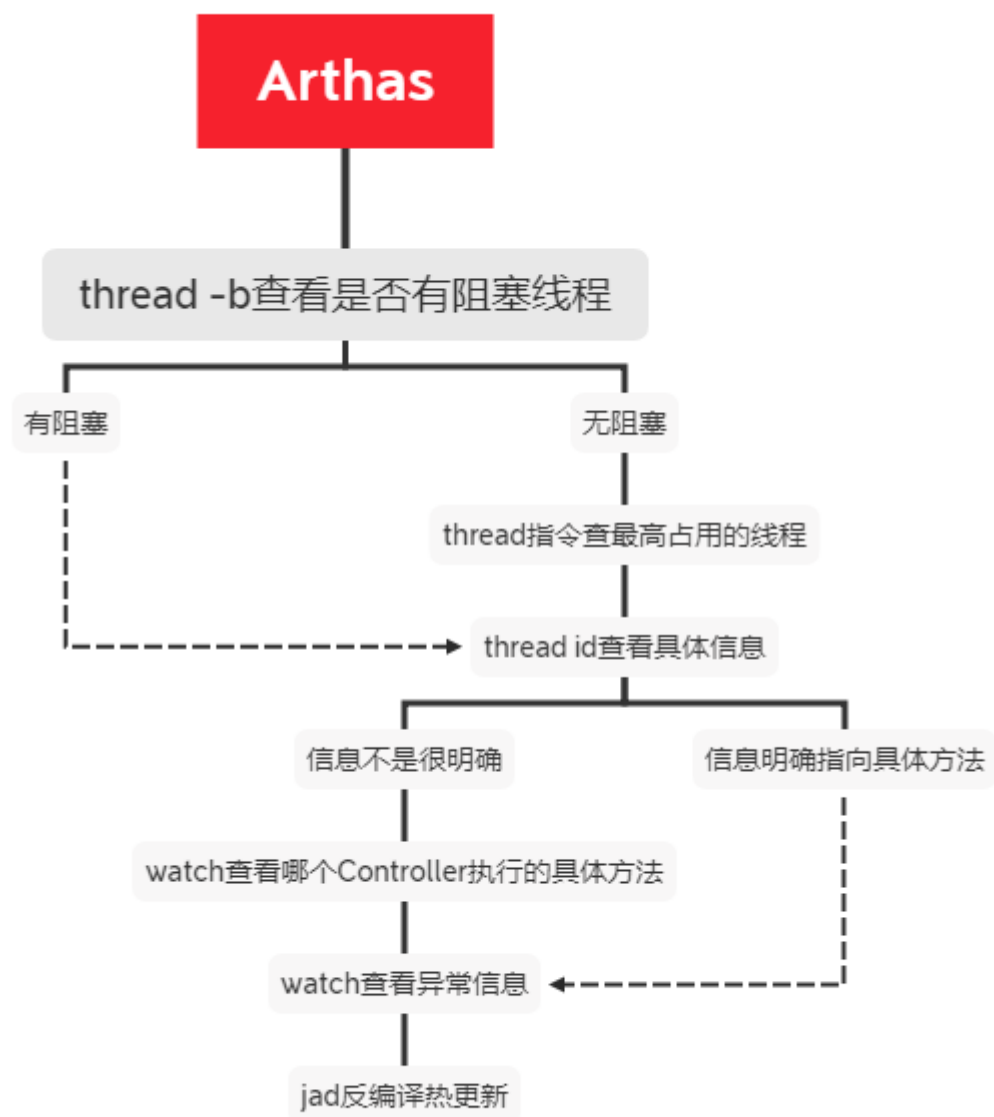 Arthas
thread -b查看是否有阻塞线程
有阻塞
无阻塞
thread指令查最高占用的线程
thread id查看具体信息
信息不是很明确
信息明确指向具体方法
watch查看哪个Controller执行的具体方法
watch查看异常信息
jad反编译热更新